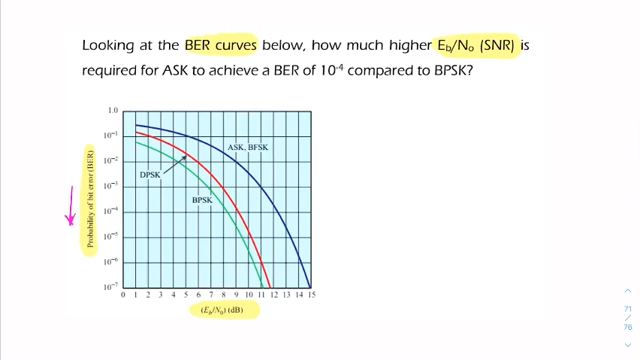 Looking at the BER curves below, how much higher Eb/No (SNR) is
required for ASK to achieve a BER of 10⁻⁴ compared to BPSK?
1.0
10⁻¹
10⁻²
10⁻³
10⁻⁴
10⁻⁵
10⁻⁶
10⁻⁷
Probability of bit error (BER)
ASK, BFSK
DPSK
BPSK
0 1 2 3 4 5 6 7 8 9 10 11 12 13 14 15
(Eb/N0) (dB)
71
/
76